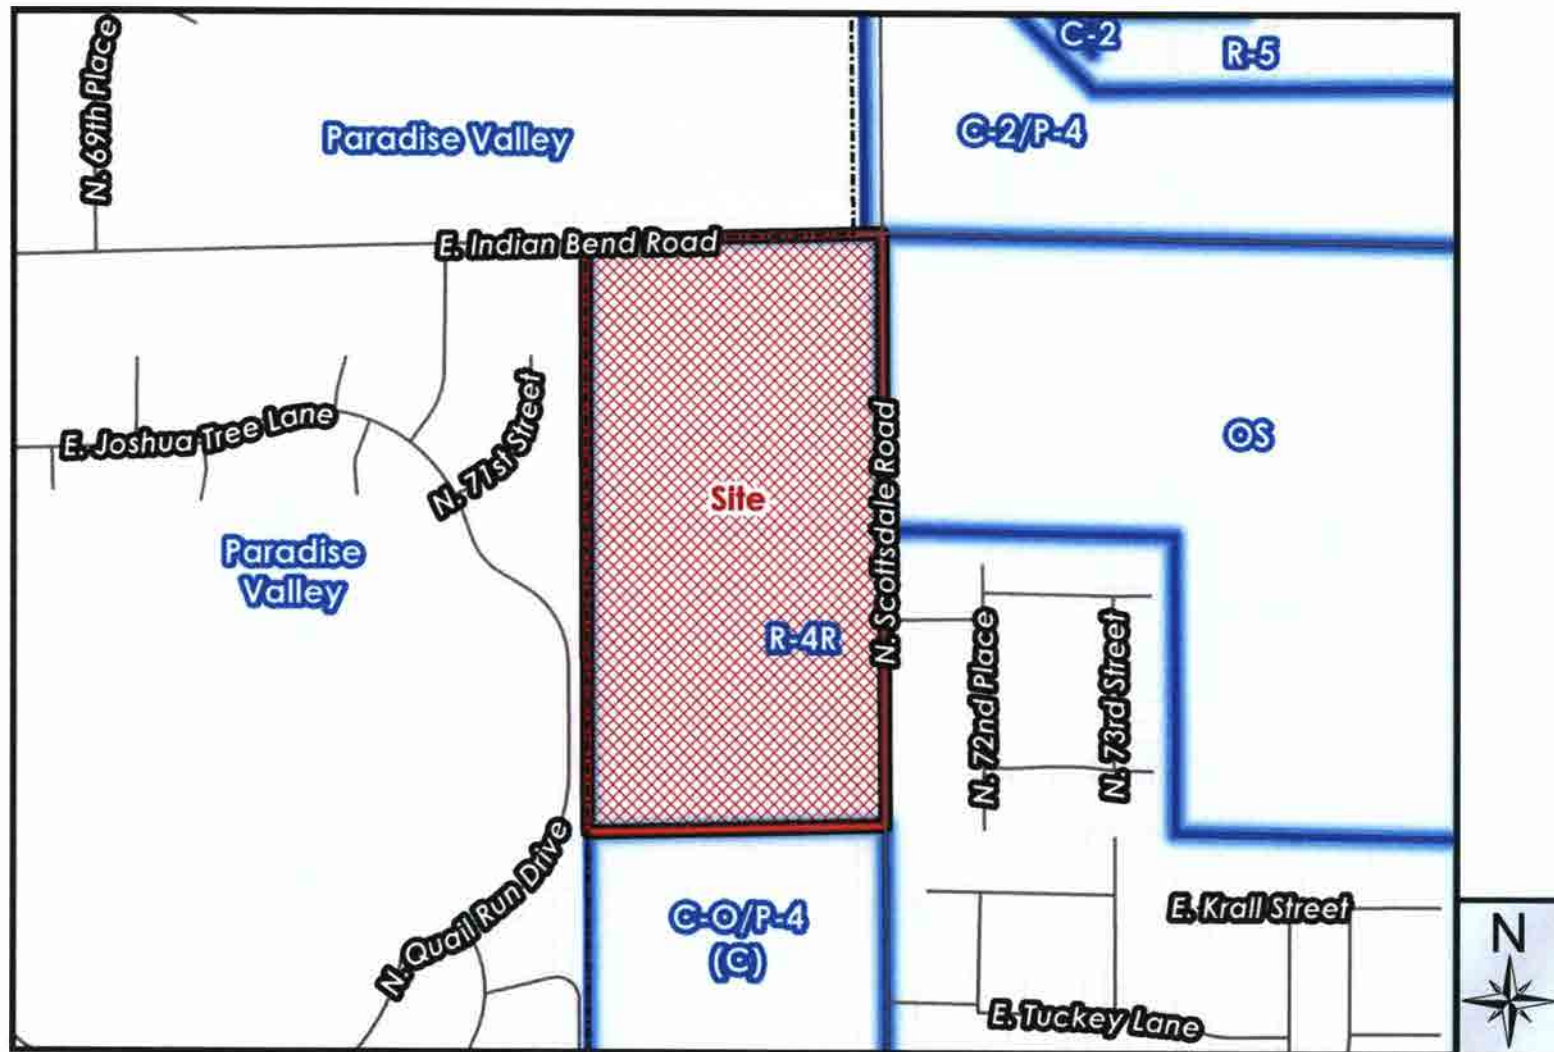 N. 69th Place
C-2
R-5
C-2/P-4
Paradise Valley
E. Indian Bend Road
E. Joshua Tree Lane
N. 71st Street
N. Scottsdale Road
OS
Site
Paradise
Valley
R-4R
N. 72nd Place
N. 73rd Street
N. Quail Run Drive
C-O/P-4
(C)
E. Krall Street
E. Tuckey Lane
N